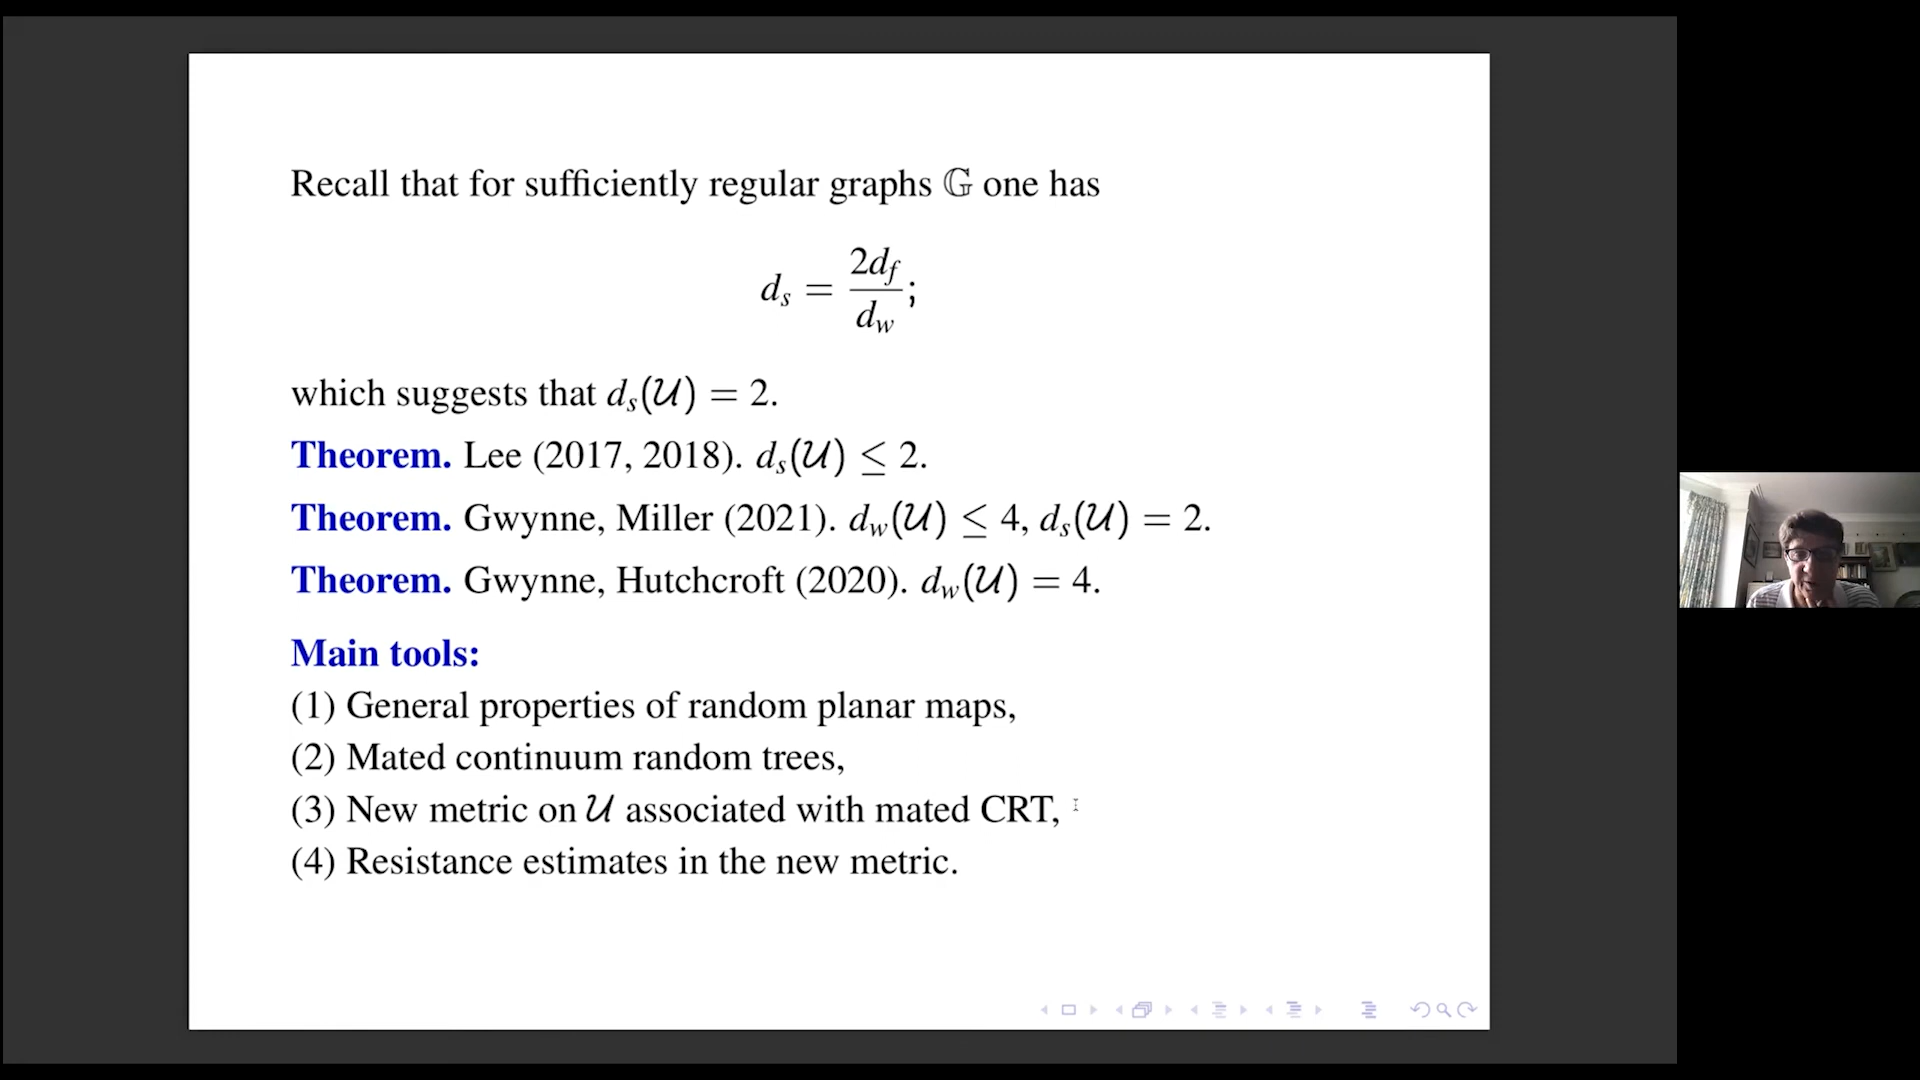 Recall that for sufficiently regular graphs 𝔾 one has
d_s = 2d_f / d_w ;
which suggests that d_s(𝒰) = 2.
Theorem. Lee (2017, 2018). d_s(𝒰) ≤ 2.
Theorem. Gwynne, Miller (2021). d_w(𝒰) ≤ 4, d_s(𝒰) = 2.
Theorem. Gwynne, Hutchcroft (2020). d_w(𝒰) = 4.
Main tools:
(1) General properties of random planar maps,
(2) Mated continuum random trees,
(3) New metric on 𝒰 associated with mated CRT,
(4) Resistance estimates in the new metric.